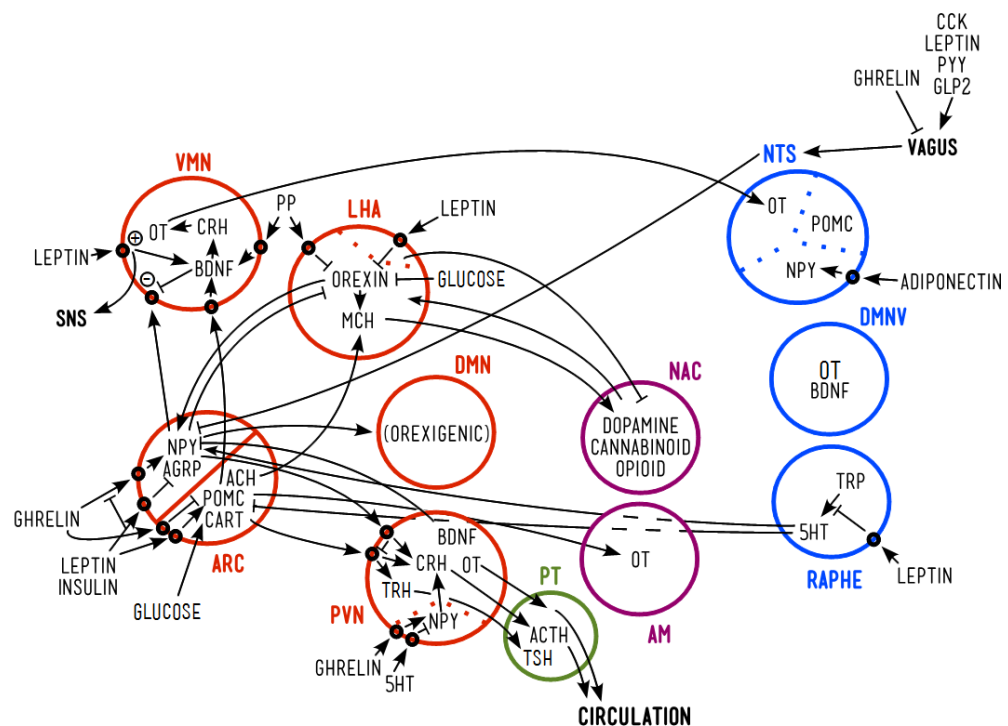 CCK
LEPTIN
PYY
GLP2
GHRELIN
VAGUS
NTS
VMN
PP
LHA
LEPTIN
OT
CRH
BDNF
+
−
LEPTIN
SNS
OREXIN
MCH
GLUCOSE
OT
POMC
NPY
ADIPONECTIN
DMNV
OT
BDNF
DMN
(OREXIGENIC)
NAC
DOPAMINE
CANNABINOID
OPIOID
NPY
AGRP
ACH
POMC
CART
GHRELIN
LEPTIN
INSULIN
GLUCOSE
ARC
BDNF
CRH
OT
TRH
NPY
PVN
GHRELIN
5HT
PT
ACTH
TSH
CIRCULATION
OT
AM
TRP
5HT
RAPHE
LEPTIN